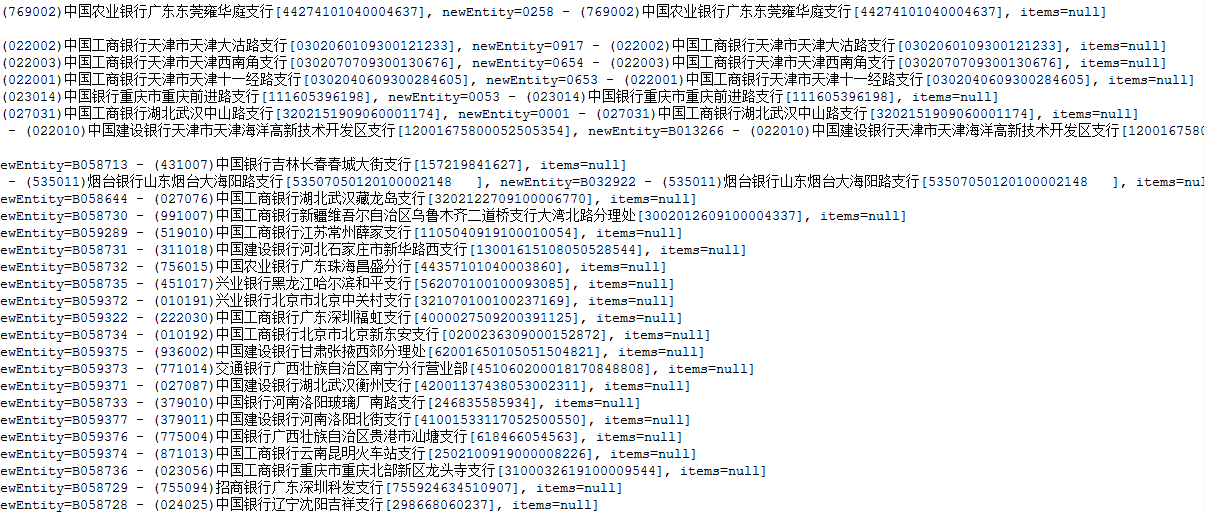 (769002)中国农业银行广东东莞雍华庭支行[44274101040004637], newEntity=0258 - (769002)中国农业银行广东东莞雍华庭支行[44274101040004637], items=null]
(022002)中国工商银行天津市天津大沽路支行[0302060109300121233], newEntity=0917 - (022002)中国工商银行天津市天津大沽路支行[0302060109300121233], items=null]
(022003)中国工商银行天津市天津西南角支行[0302070709300130676], newEntity=0654 - (022003)中国工商银行天津市天津西南角支行[0302070709300130676], items=null]
(022001)中国工商银行天津市天津十一经路支行[0302040609300284605], newEntity=0653 - (022001)中国工商银行天津市天津十一经路支行[0302040609300284605], items=null]
(023014)中国银行重庆市重庆前进路支行[111605396198], newEntity=0053 - (023014)中国银行重庆市重庆前进路支行[111605396198], items=null]
(027031)中国工商银行湖北武汉中山路支行[3202151909060001174], newEntity=0001 - (027031)中国工商银行湖北武汉中山路支行[3202151909060001174], items=null]
- (022010)中国建设银行天津市天津海洋高新技术开发区支行[12001675800052505354], newEntity=B013266 - (022010)中国建设银行天津市天津海洋高新技术开发区支行[1200167580
ewEntity=B058713 - (431007)中国银行吉林长春春城大街支行[157219841627], items=null]
- (535011)烟台银行山东烟台大海阳路支行[53507050120100002148   ], newEntity=B032922 - (535011)烟台银行山东烟台大海阳路支行[53507050120100002148   ], items=nul
ewEntity=B058644 - (027076)中国工商银行湖北武汉藏龙岛支行[3202122709100006770], items=null]
ewEntity=B058730 - (991007)中国工商银行新疆维吾尔自治区乌鲁木齐二道桥支行大湾北路分理处[3002012609100004337], items=null]
ewEntity=B059289 - (519010)中国工商银行江苏常州薛家支行[1105040919100010054], items=null]
ewEntity=B058731 - (311018)中国建设银行河北石家庄市新华路西支行[13001615108050528544], items=null]
ewEntity=B058732 - (756015)中国农业银行广东珠海昌盛分行[44357101040003860], items=null]
ewEntity=B058735 - (451017)兴业银行黑龙江哈尔滨和平支行[562070100100093085], items=null]
ewEntity=B059372 - (010191)兴业银行北京市北京中关村支行[321070100100237169], items=null]
ewEntity=B059322 - (222030)中国工商银行广东深圳福虹支行[4000027509200391125], items=null]
ewEntity=B058734 - (010192)中国工商银行北京市北京新东安支行[0200236309000152872], items=null]
ewEntity=B059375 - (936002)中国建设银行甘肃张掖西郊分理处[62001650105051504821], items=null]
ewEntity=B059373 - (771014)交通银行广西壮族自治区南宁分行营业部[451060200018170848808], items=null]
ewEntity=B059371 - (027087)中国建设银行湖北武汉衡州支行[42001137438053002311], items=null]
ewEntity=B058733 - (379010)中国银行河南洛阳玻璃厂南路支行[246835585934], items=null]
ewEntity=B059377 - (379011)中国建设银行河南洛阳北街支行[41001533117052500550], items=null]
ewEntity=B059376 - (775004)中国银行广西壮族自治区贵港市汕塘支行[618466054563], items=null]
ewEntity=B059374 - (871013)中国工商银行云南昆明火车站支行[2502100919000008226], items=null]
ewEntity=B058736 - (023056)中国工商银行重庆市重庆北部新区龙头寺支行[3100032619100009544], items=null]
ewEntity=B058729 - (755094)招商银行广东深圳科发支行[755924634510907], items=null]
ewEntity=B058728 - (024025)中国银行辽宁沈阳吉祥支行[298668060237], items=null]